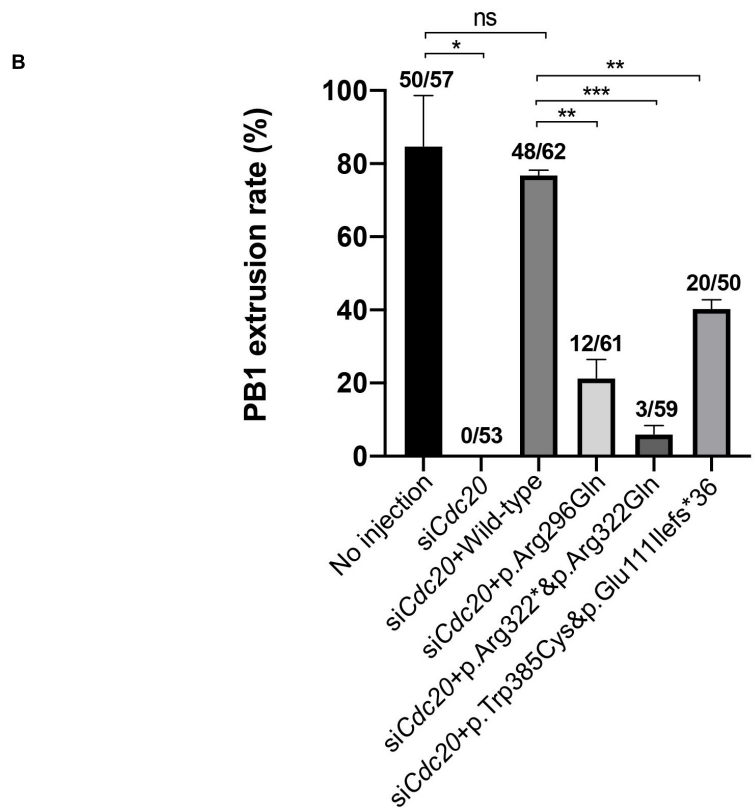 B
ns
*
**
***
**
PB1 extrusion rate (%)
100
80
60
40
20
0
50/57
0/53
48/62
12/61
3/59
20/50
No injection
siCdc20
siCdc20+Wild-type
siCdc20+p.Arg296Gln
siCdc20+p.Arg322*&p.Arg322Gln
siCdc20+p.Trp385Cys&p.Glu111Ilefs*36